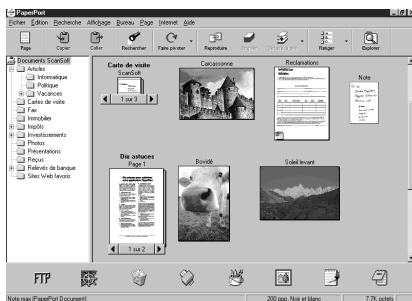 PaperPort
Fichier Édition Recherche Affichage Bureau Page Internet Aide
Page Copier Coller Rechercher Faire pivoter Reproduire Empiler Ranger Explorer
Documents ScanSoft
Articles
Informatique
Politique
Vacances
Cartes de visite
Fax
Immobilier
Impôts
Investissements
Photos
Présentations
Reçus
Relevés de banque
Sites Web favoris
Carte de visite
ScanSoft
1 sur 3
Carcassonne
Reclamations
Note
Dix astuces
Page 1
1 sur 2
Bovidé
Soleil levant
FTP
Note.max (PaperPort Document) 200 ppp, Noir et blanc 7.7K octets